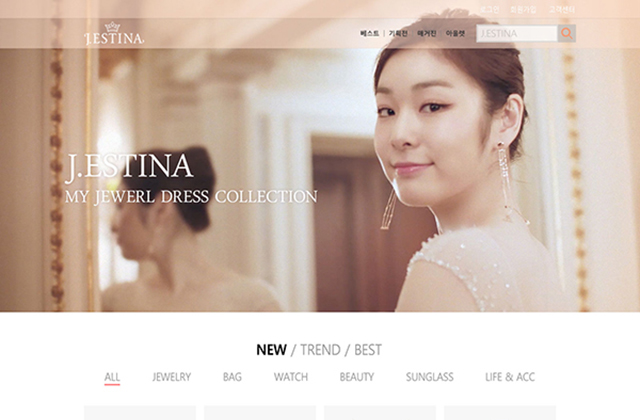 로그인 회원가입 고객센터
J.ESTINA
베스트 | 기획전 매거진 아울렛
J.ESTINA
J.ESTINA
MY JEWERL DRESS COLLECTION
NEW / TREND / BEST
ALL JEWELRY BAG WATCH BEAUTY SUNGLASS LIFE & ACC